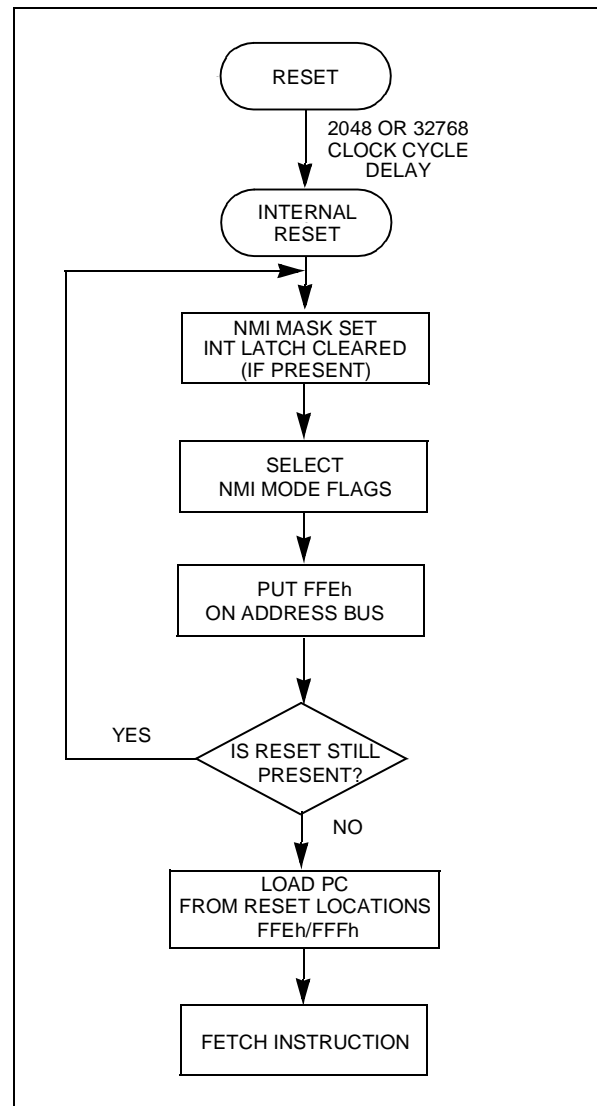 RESET
2048 OR 32768
CLOCK CYCLE
DELAY
INTERNAL
RESET
NMI MASK SET
INT LATCH CLEARED
(IF PRESENT)
SELECT
NMI MODE FLAGS
PUT FFEh
ON ADDRESS BUS
YES
IS RESET STILL
PRESENT?
NO
LOAD PC
FROM RESET LOCATIONS
FFEh/FFFh
FETCH INSTRUCTION